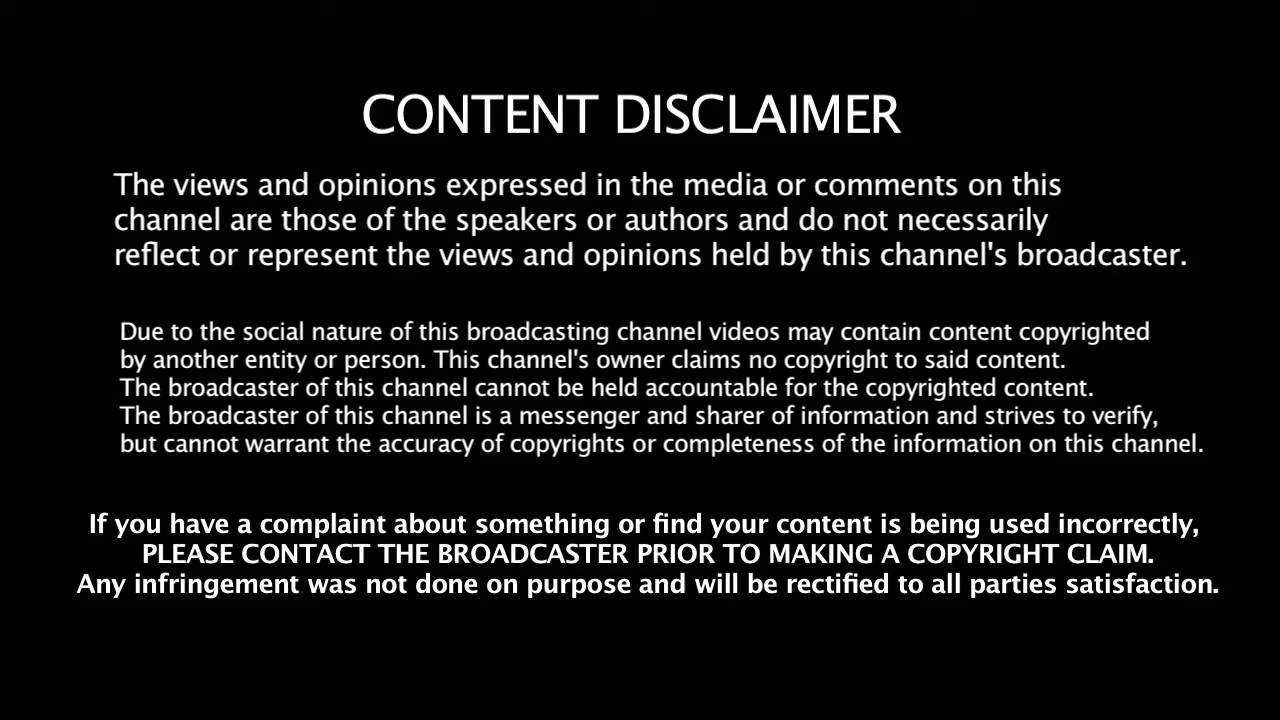 CONTENT DISCLAIMER
The views and opinions expressed in the media or comments on this
channel are those of the speakers or authors and do not necessarily
reflect or represent the views and opinions held by this channel's broadcaster.
Due to the social nature of this broadcasting channel videos may contain content copyrighted
by another entity or person. This channel's owner claims no copyright to said content.
The broadcaster of this channel cannot be held accountable for the copyrighted content.
The broadcaster of this channel is a messenger and sharer of information and strives to verify,
but cannot warrant the accuracy of copyrights or completeness of the information on this channel.
If you have a complaint about something or find your content is being used incorrectly,
PLEASE CONTACT THE BROADCASTER PRIOR TO MAKING A COPYRIGHT CLAIM.
Any infringement was not done on purpose and will be rectified to all parties satisfaction.